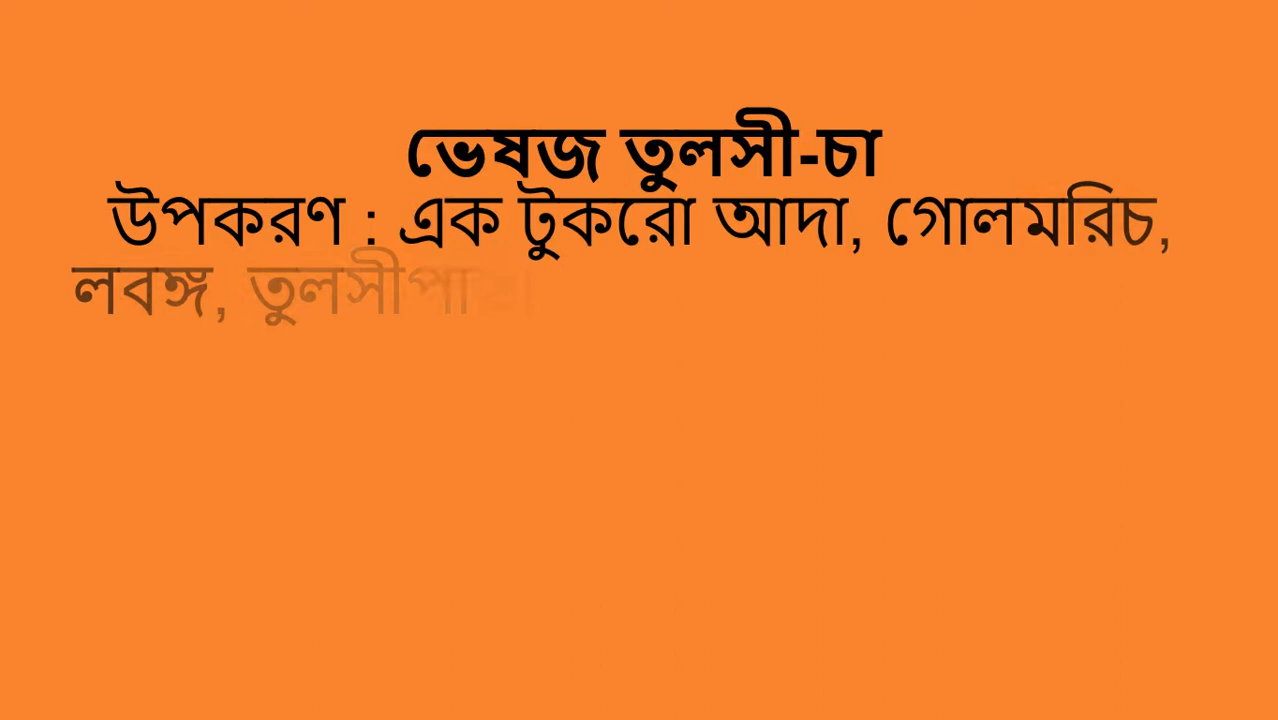 ভেষজ তুলসী-চা
উপকরণ : এক টুকরো আদা, গোলমরিচ,
লবঙ্গ, তুলসীপাতা